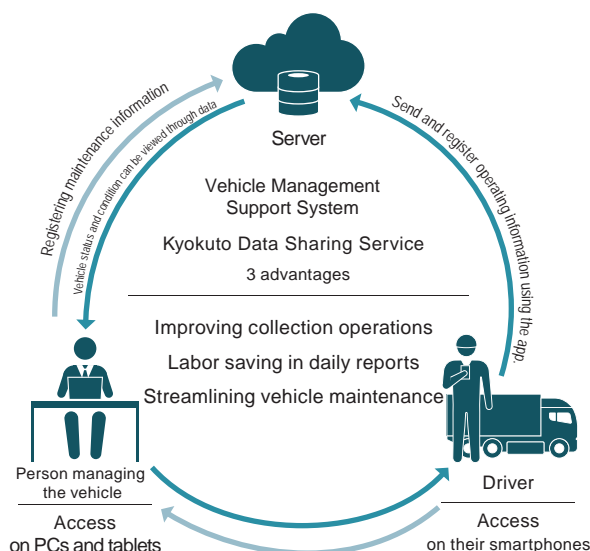 Server
Registering maintenance information
Vehicle status and condition can be viewed through data
Send and register operating information using the app.
Vehicle Management
Support System
Kyokuto Data Sharing Service
3 advantages
Improving collection operations
Labor saving in daily reports
Streamlining vehicle maintenance
Person managing
the vehicle
Access
on PCs and tablets
Driver
Access
on their smartphones